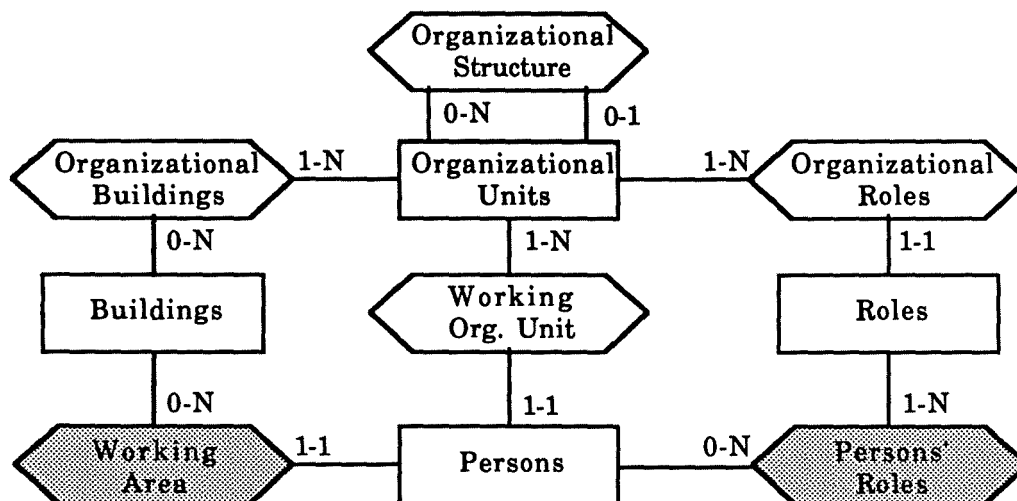 Organizational
Structure
0-N
0-1
Organizational
Buildings
1-N
Organizational
Units
1-N
Organizational
Roles
0-N
1-N
1-1
Buildings
Working
Org. Unit
Roles
0-N
1-1
1-N
Working
Area
1-1
Persons
0-N
Persons'
Roles